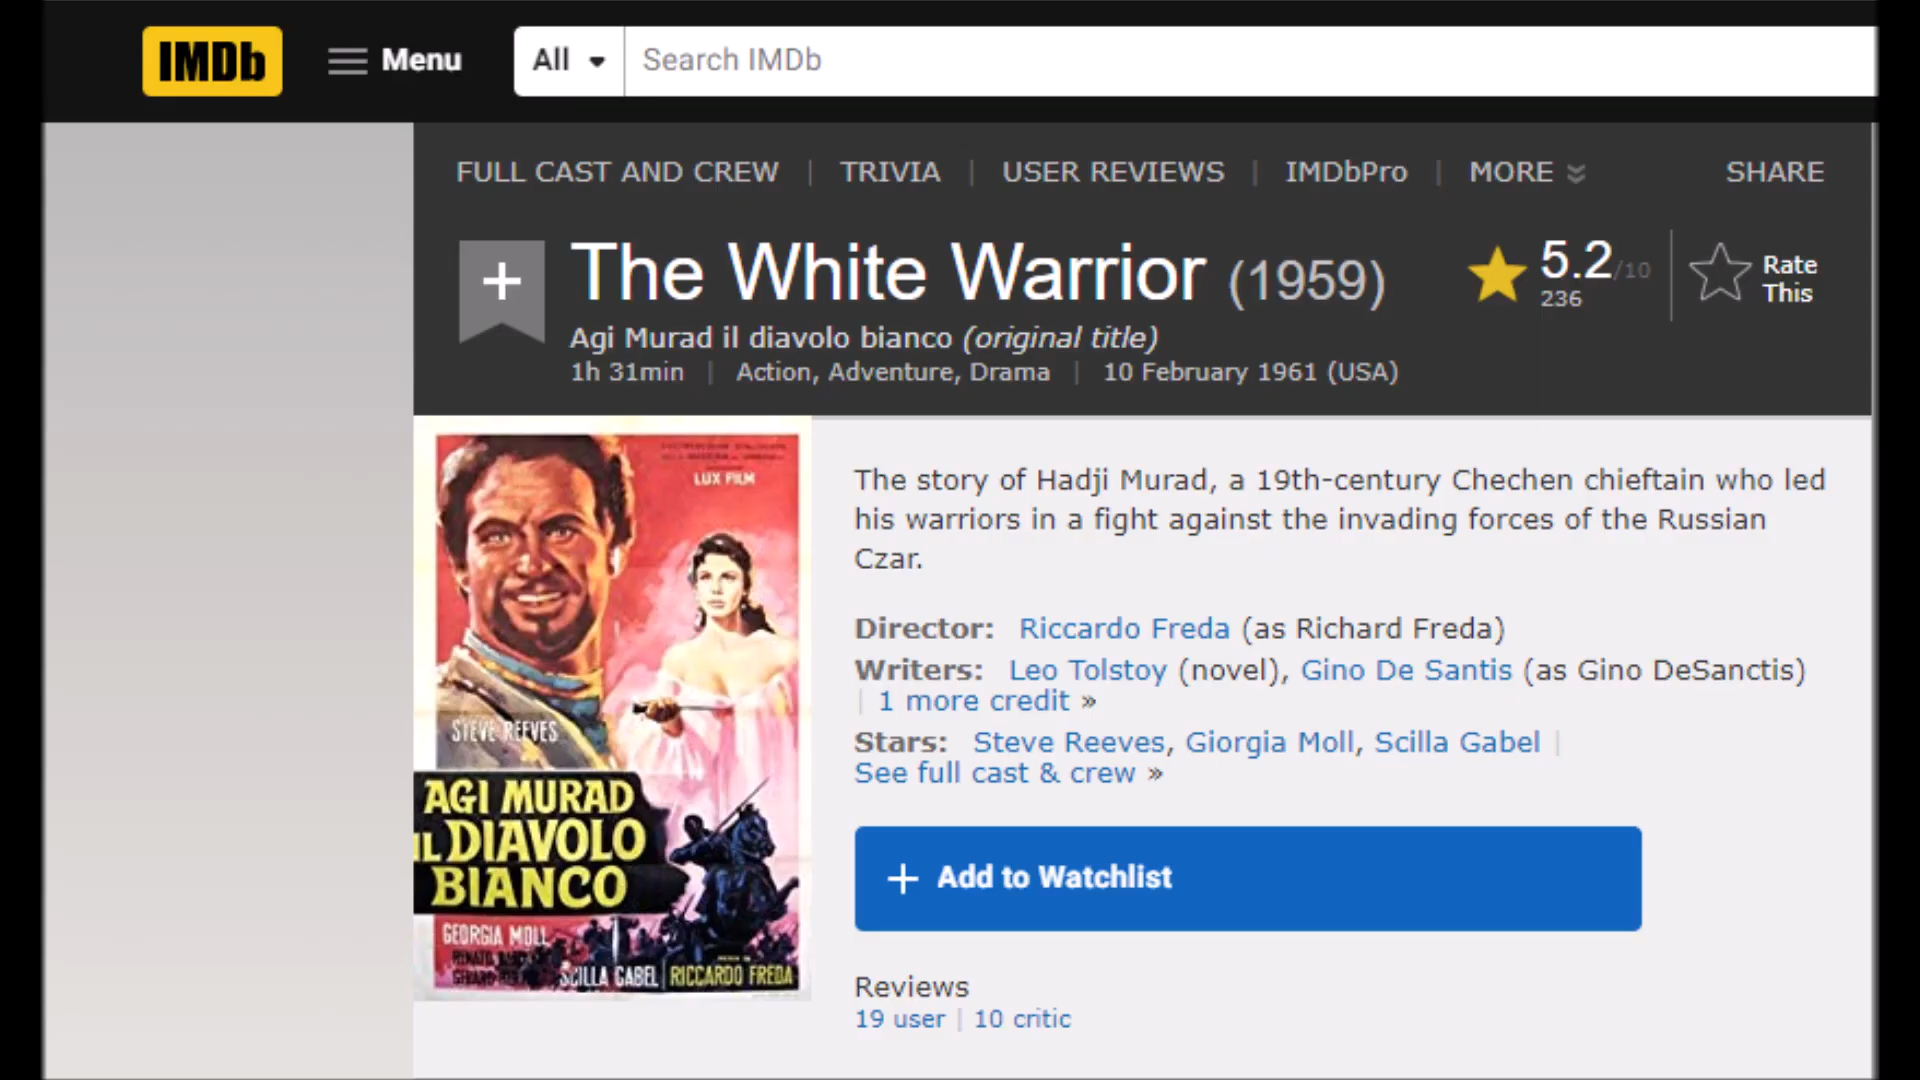 IMDb
Menu
All
Search IMDb
FULL CAST AND CREW | TRIVIA | USER REVIEWS | IMDbPro | MORE
SHARE
The White Warrior (1959)
5.2/10
236
Rate
This
Agi Murad il diavolo bianco (original title)
1h 31min | Action, Adventure, Drama | 10 February 1961 (USA)
LUX FILM
STEVE REEVES
AGI MURAD
IL DIAVOLO
BIANCO
GEORGIA MOLL
SCILLA GABEL
RICCARDO FREDA
The story of Hadji Murad, a 19th-century Chechen chieftain who led
his warriors in a fight against the invading forces of the Russian
Czar.
Director: Riccardo Freda (as Richard Freda)
Writers: Leo Tolstoy (novel), Gino De Santis (as Gino DeSanctis)
| 1 more credit »
Stars: Steve Reeves, Giorgia Moll, Scilla Gabel |
See full cast & crew »
+ Add to Watchlist
Reviews
19 user | 10 critic